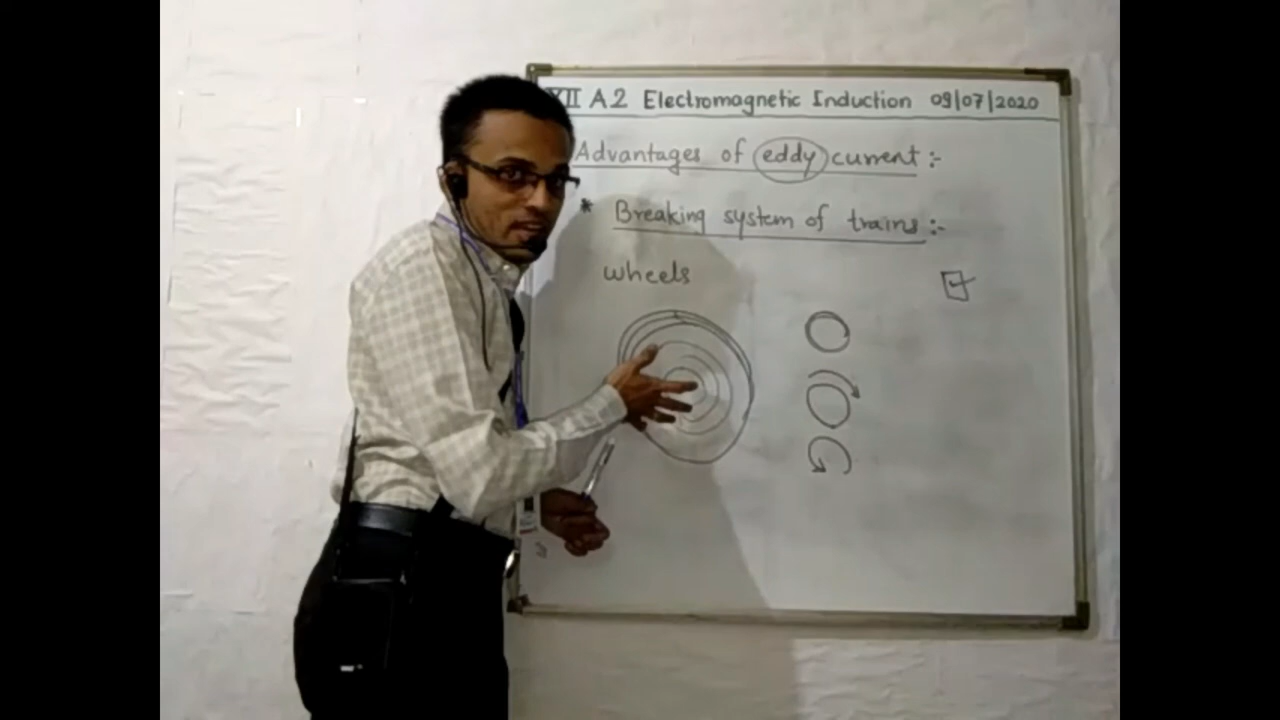 XII A2 Electromagnetic Induction 09/07/2020
Advantages of eddy current :-
* Breaking system of trains :-
wheels